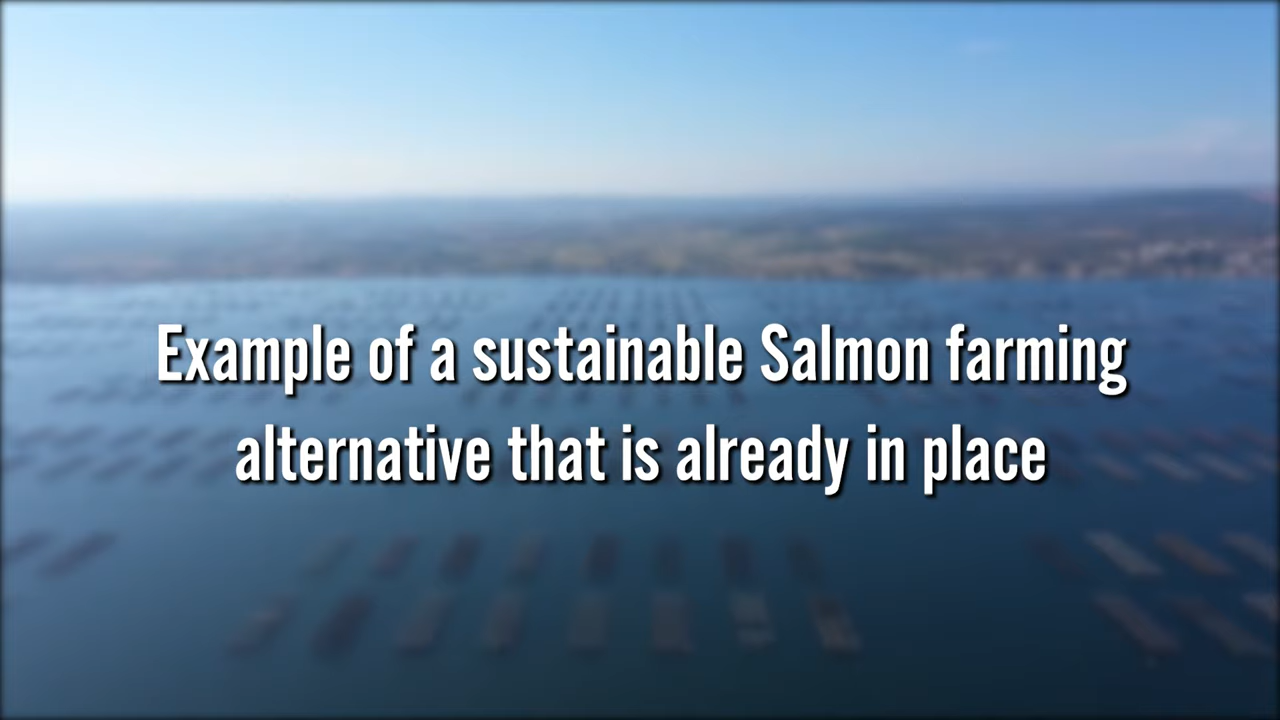 Example of a sustainable Salmon farming
alternative that is already in place